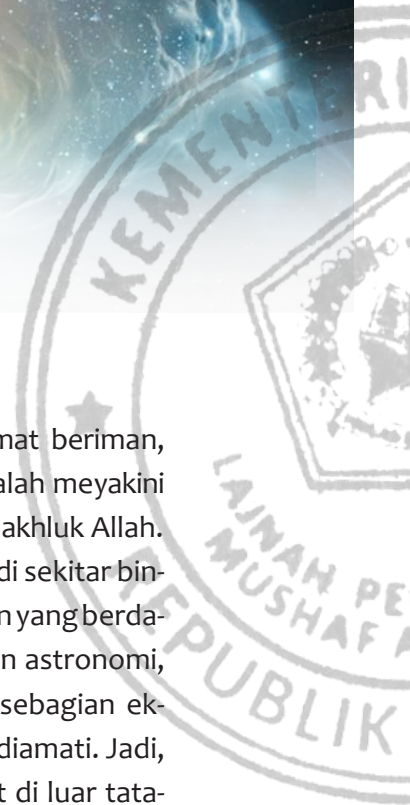 mat beriman,
alah meyakini
akhluk Allah.
di sekitar bin-
n yang berda-
n astronomi,
sebagian ek-
diamati. Jadi,
t di luar tata-
KEMENTERI
LAJNAH PE
MUSHAF A
REPUBLIK